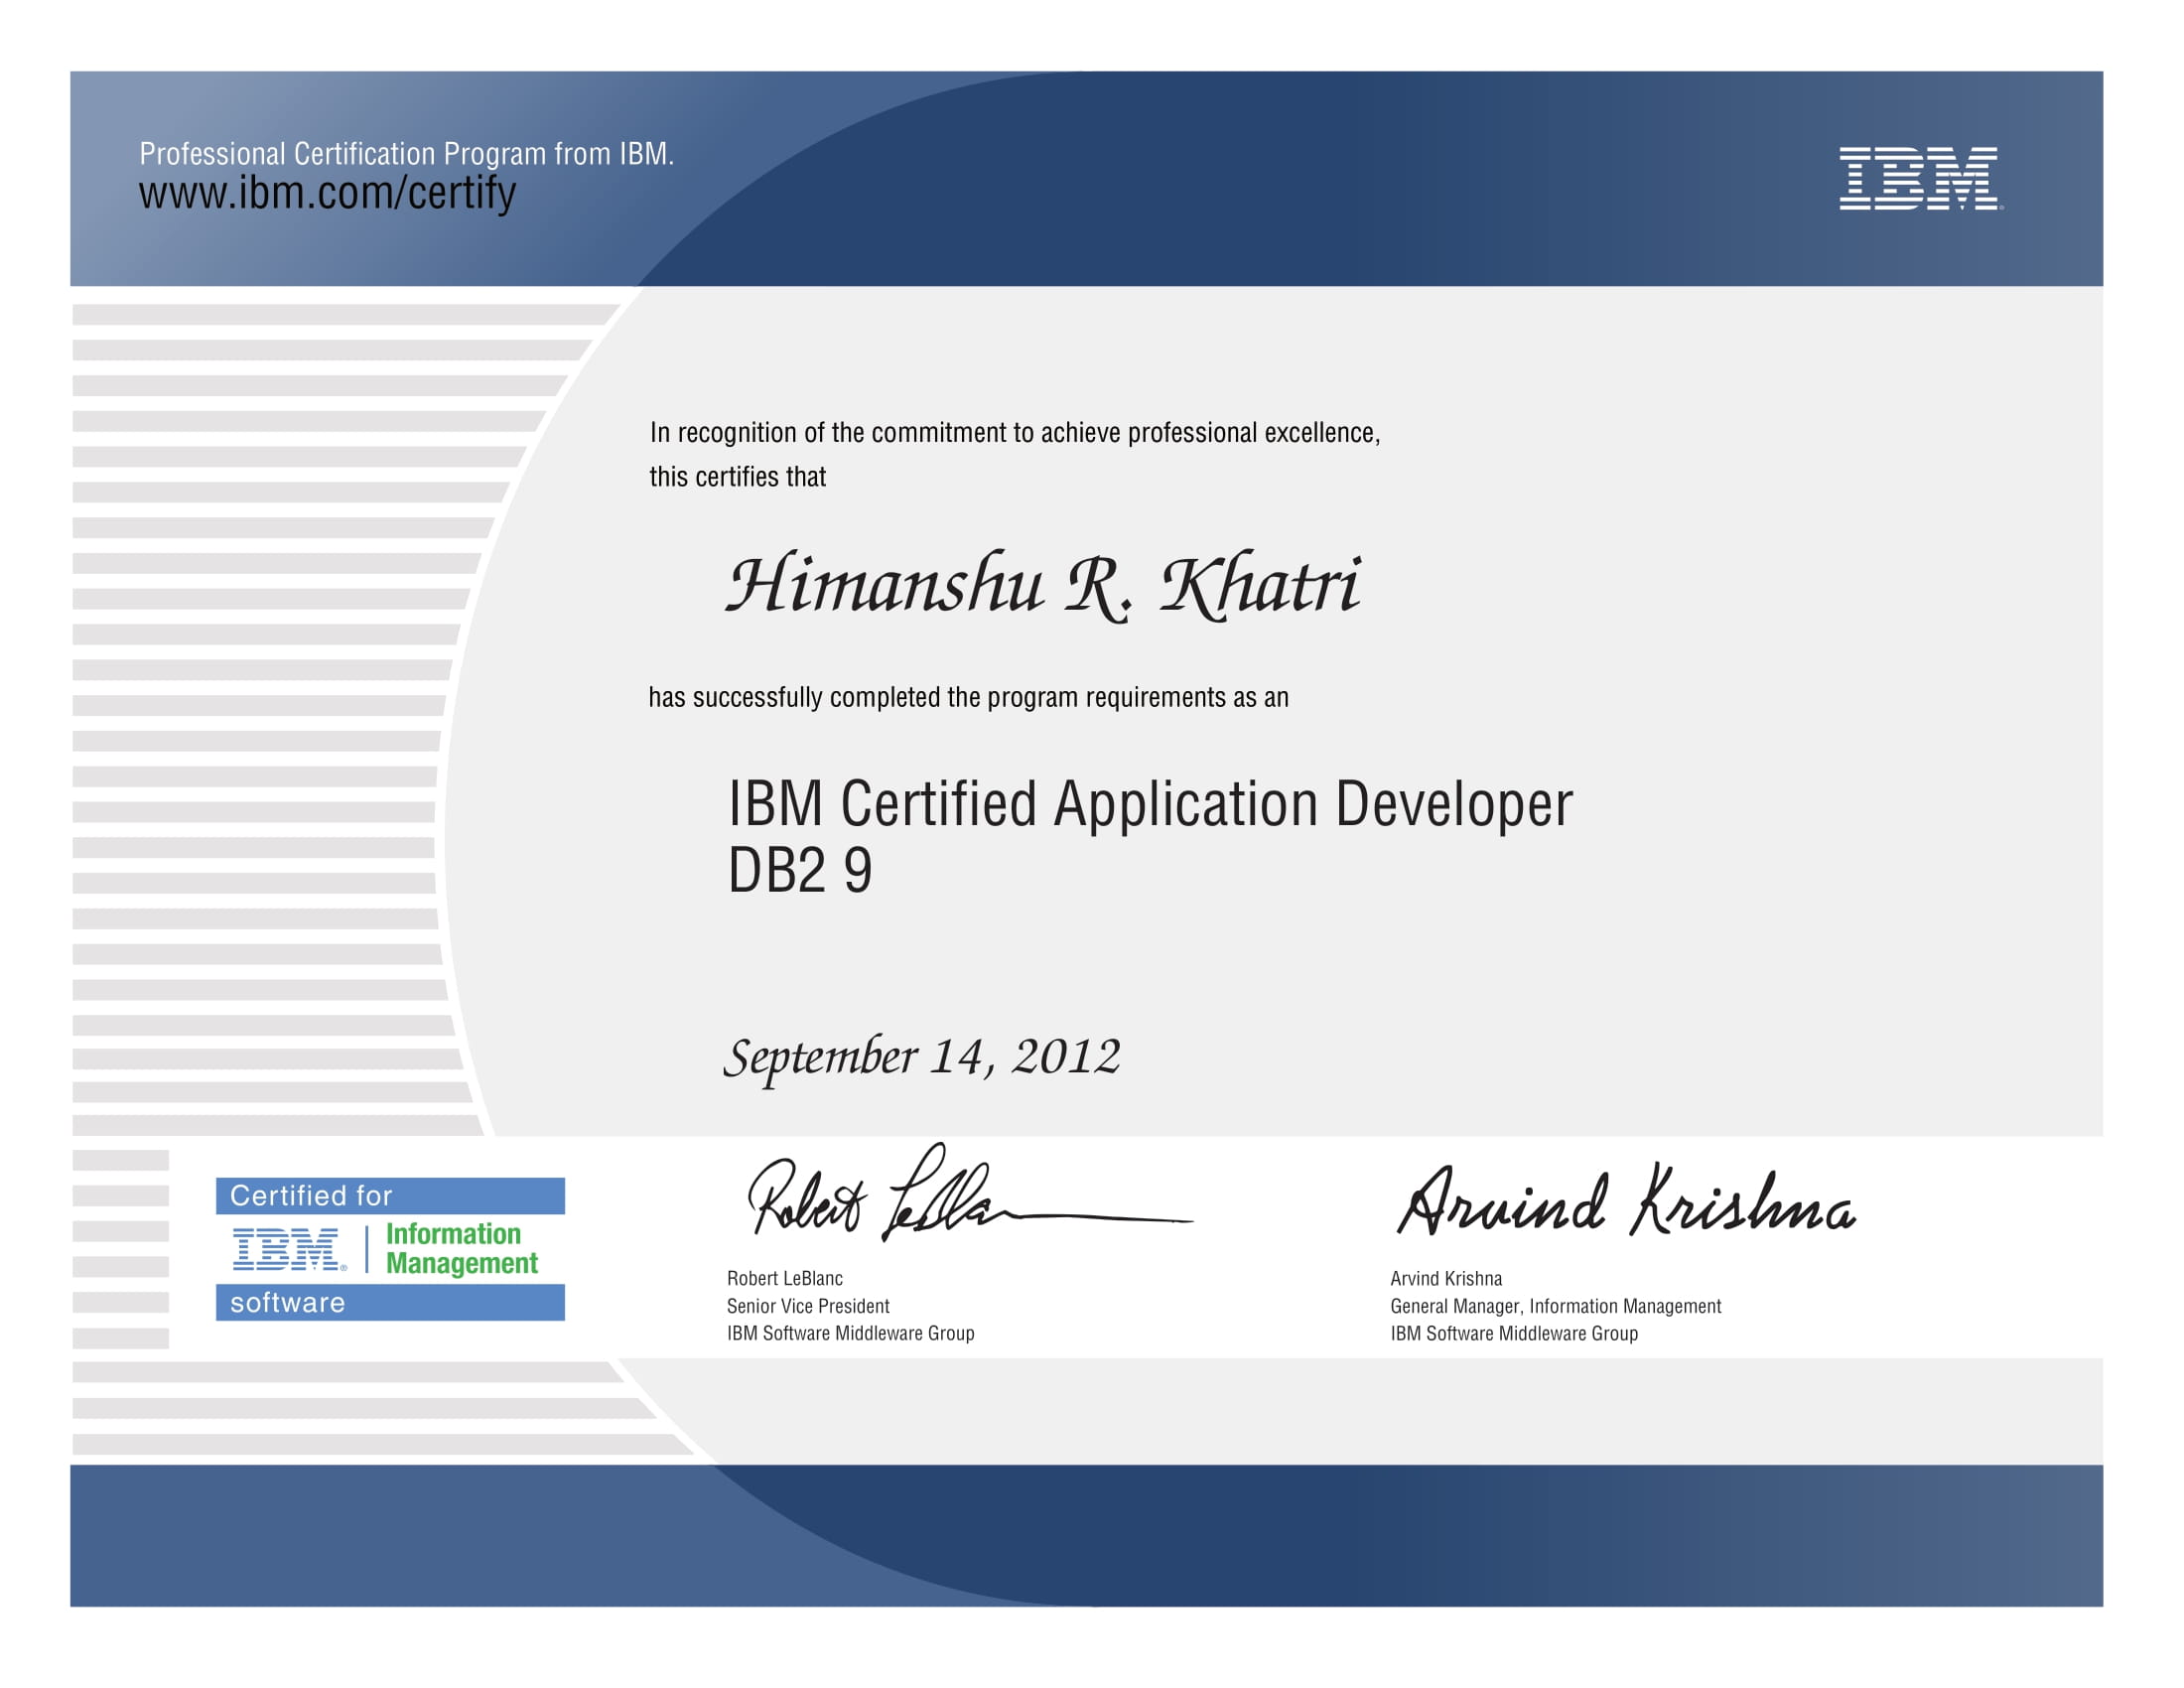 Professional Certification Program from IBM.
www.ibm.com/certify
IBM
In recognition of the commitment to achieve professional excellence,
this certifies that
Himanshu R. Khatri
has successfully completed the program requirements as an
IBM Certified Application Developer
DB2 9
September 14, 2012
Certified for
IBM® | Information
Management
software
Robert LeBlanc
Arvind Krishna
Robert LeBlanc
Senior Vice President
IBM Software Middleware Group
Arvind Krishna
General Manager, Information Management
IBM Software Middleware Group